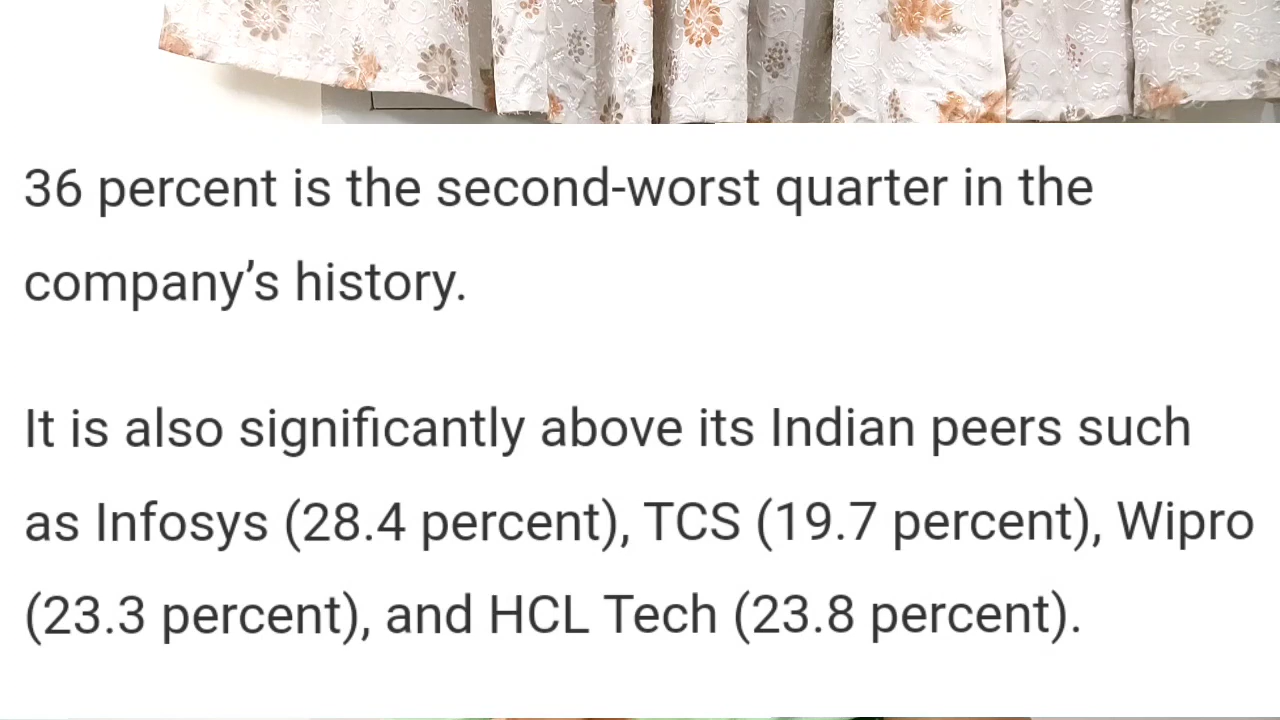 36 percent is the second-worst quarter in the
company’s history.
It is also significantly above its Indian peers such
as Infosys (28.4 percent), TCS (19.7 percent), Wipro
(23.3 percent), and HCL Tech (23.8 percent).